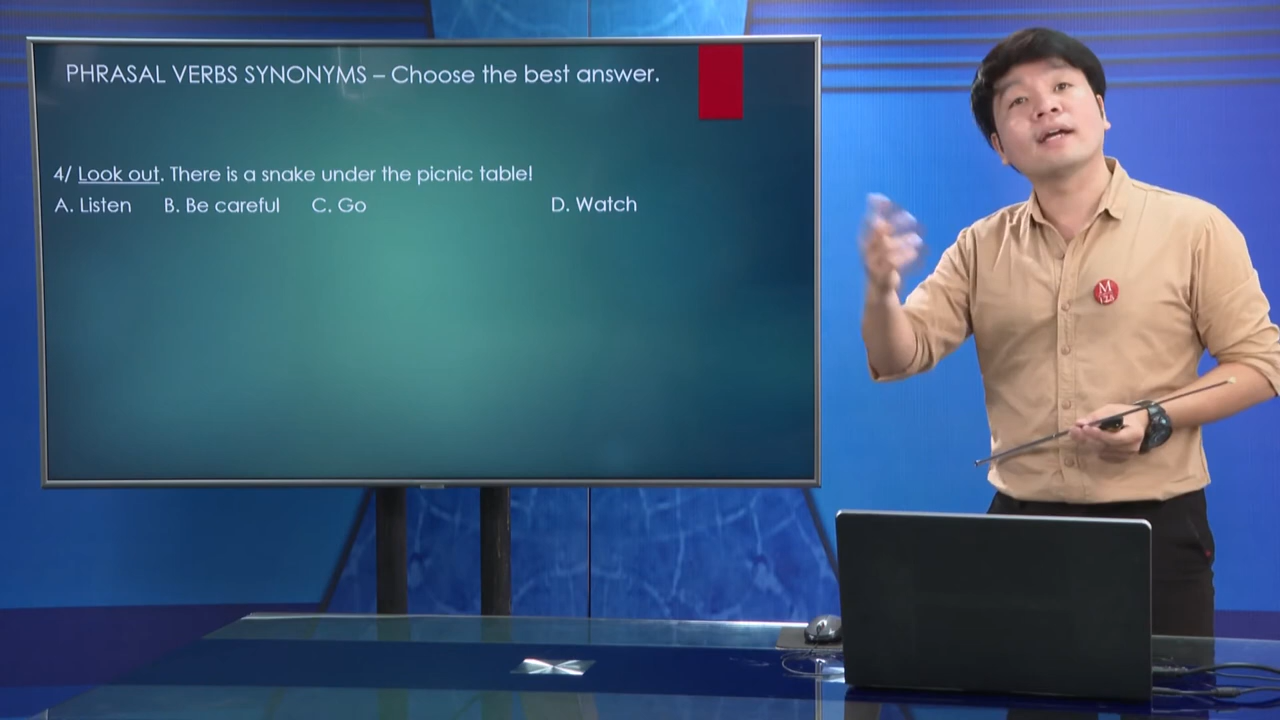 PHRASAL VERBS SYNONYMS – Choose the best answer.
4/ Look out. There is a snake under the picnic table!
A. Listen B. Be careful C. Go D. Watch
M